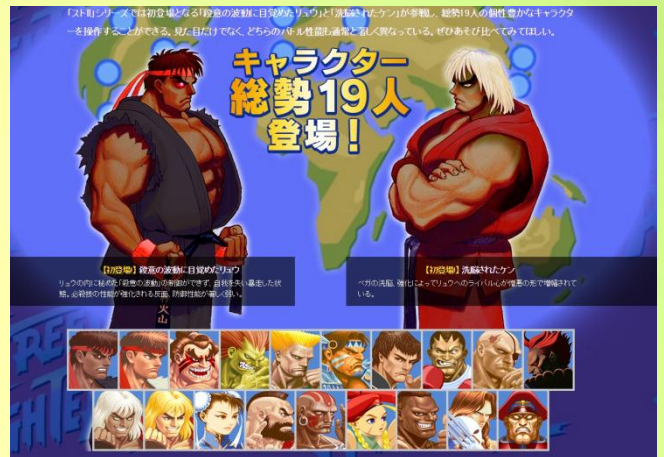 「ストII」シリーズでは初登場となる「殺意の波動に目覚めたリュウ」と「洗脳されたケン」が参戦し、総勢19人の個性豊かなキャラクタ
ーを操作することができる。見た目だけでなく、どちらのバトル性能も通常と著しく異なっている。ぜひあそび比べてみてほしい。
キャラクター
総勢19人
登場!
【初登場!】殺意の波動に目覚めたリュウ
リュウの内に秘めた「殺意の波動」の制御ができず、自我を失い暴走した状
態。必殺技の性能が強化される反面、防御性能が著しく弱い。
【初登場!】洗脳されたケン
ベガの洗脳、強化によってリュウへのライバル心が憎悪の形で増幅されて
いる。
火
山